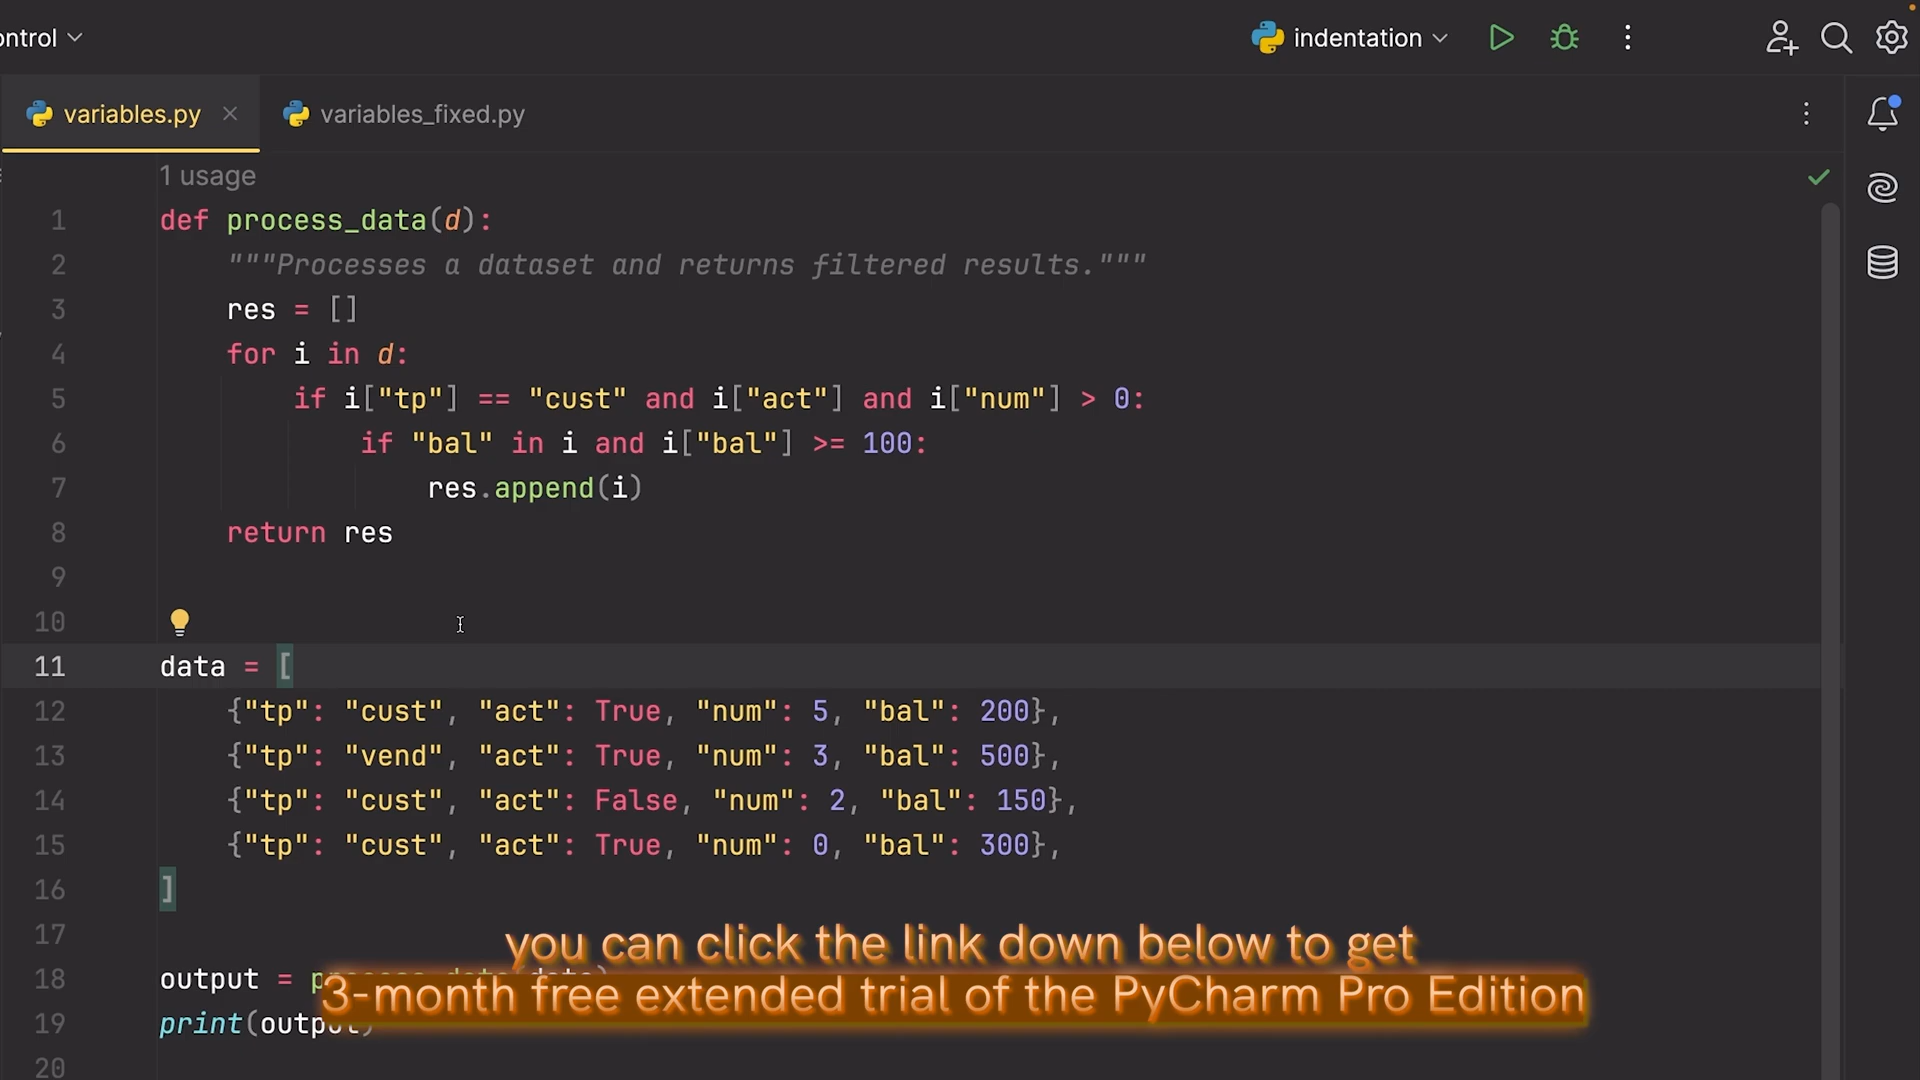 ontrol
indentation
variables.py
variables_fixed.py
1 usage
1 def process_data(d):
2 """Processes a dataset and returns filtered results."""
3 res = []
4 for i in d:
5 if i["tp"] == "cust" and i["act"] and i["num"] > 0:
6 if "bal" in i and i["bal"] >= 100:
7 res.append(i)
8 return res
9
10
11 data = [
12 {"tp": "cust", "act": True, "num": 5, "bal": 200},
13 {"tp": "vend", "act": True, "num": 3, "bal": 500},
14 {"tp": "cust", "act": False, "num": 2, "bal": 150},
15 {"tp": "cust", "act": True, "num": 0, "bal": 300},
16 ]
17
18 output = process_data(data)
19 print(output)
20
you can click the link down below to get
3-month free extended trial of the PyCharm Pro Edition